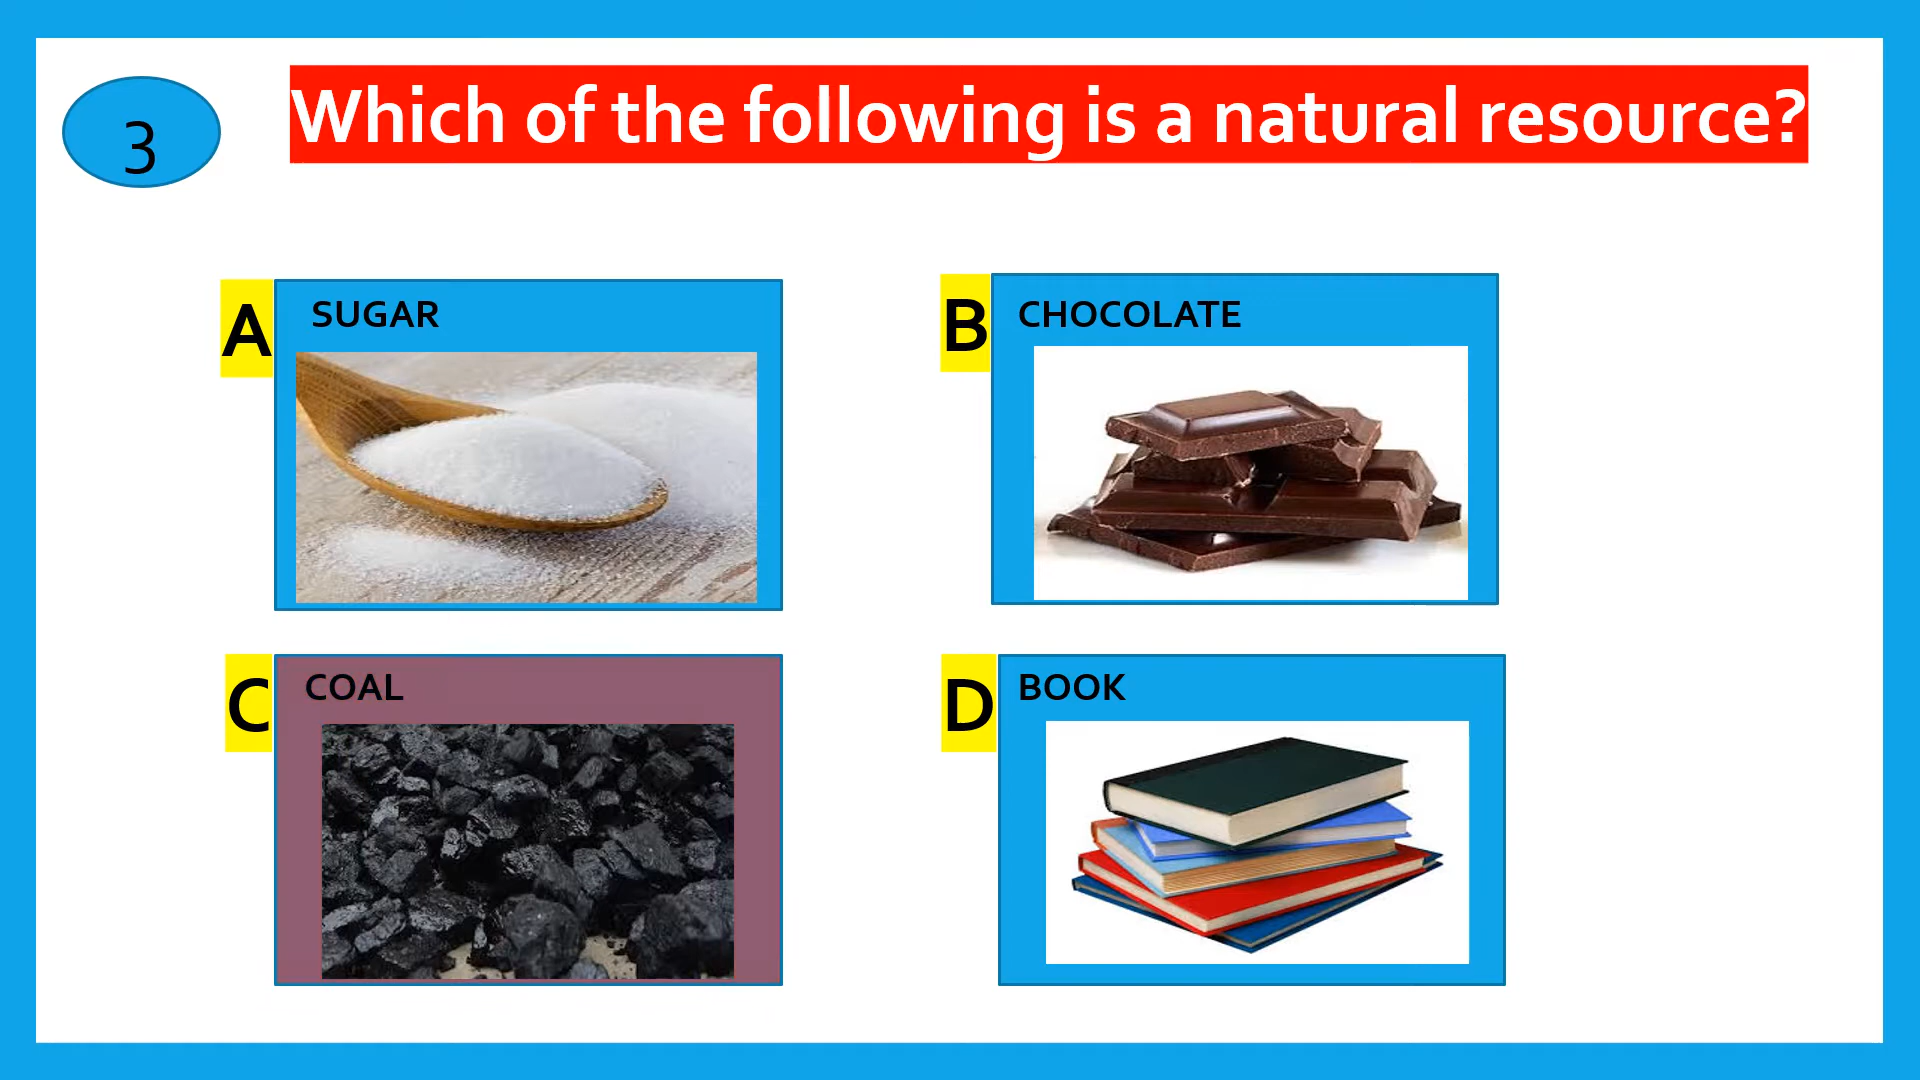 3
Which of the following is a natural resource?
A
SUGAR
B
CHOCOLATE
C
COAL
D
BOOK